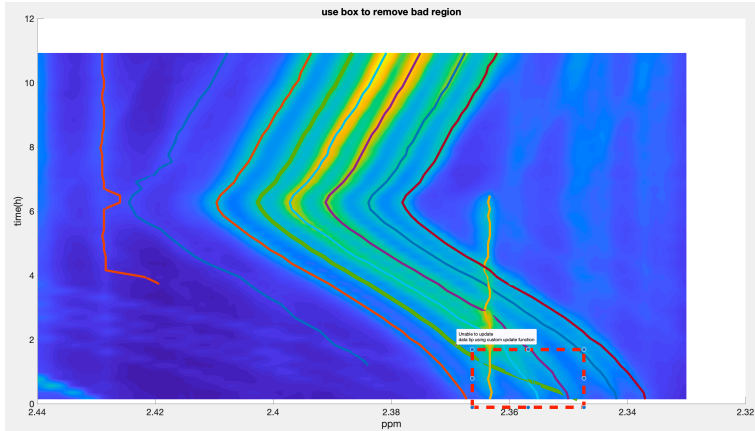 use box to remove bad region
12
10
8
6
4
2
0
time(h)
Unable to update
data tip using custom update function
2.44
2.42
2.4
2.38
2.36
2.34
2.32
ppm